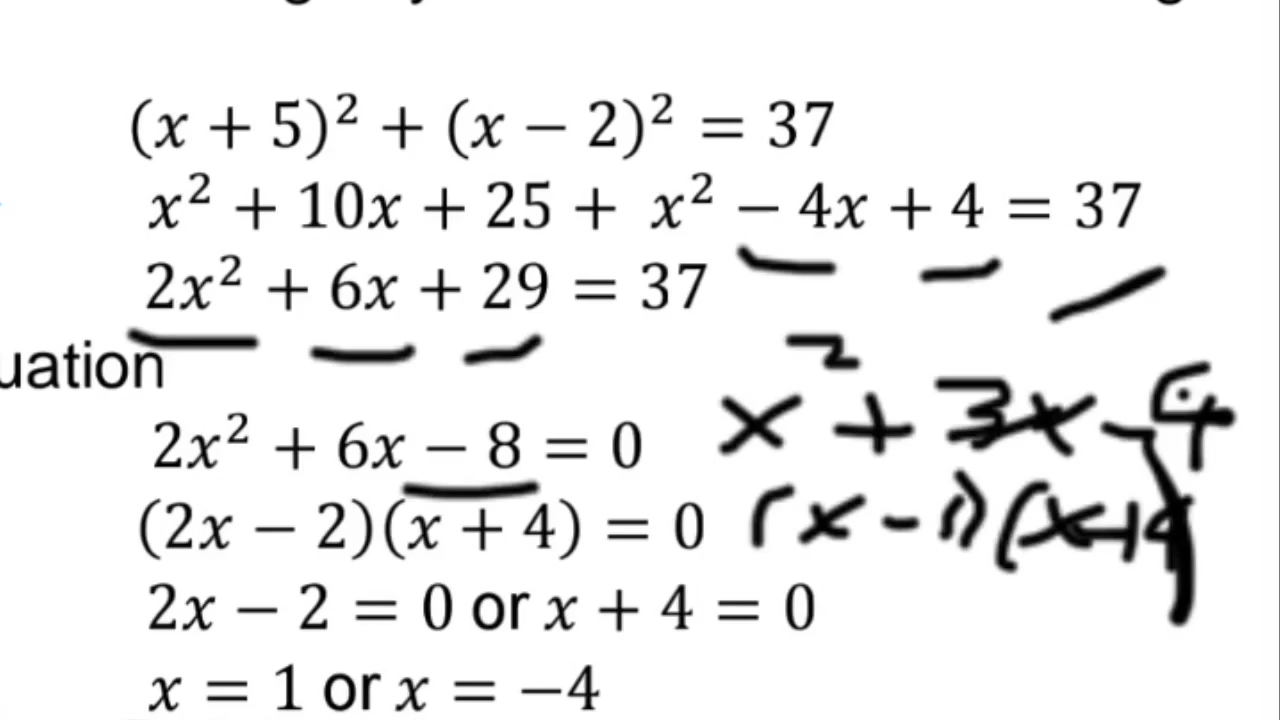 (x + 5)² + (x − 2)² = 37
x² + 10x + 25 + x² − 4x + 4 = 37
2x² + 6x + 29 = 37
uation
2x² + 6x − 8 = 0
x² + 3x − 4
(2x − 2)(x + 4) = 0
(x − 1)(x + 4)
2x − 2 = 0 or x + 4 = 0
x = 1 or x = −4